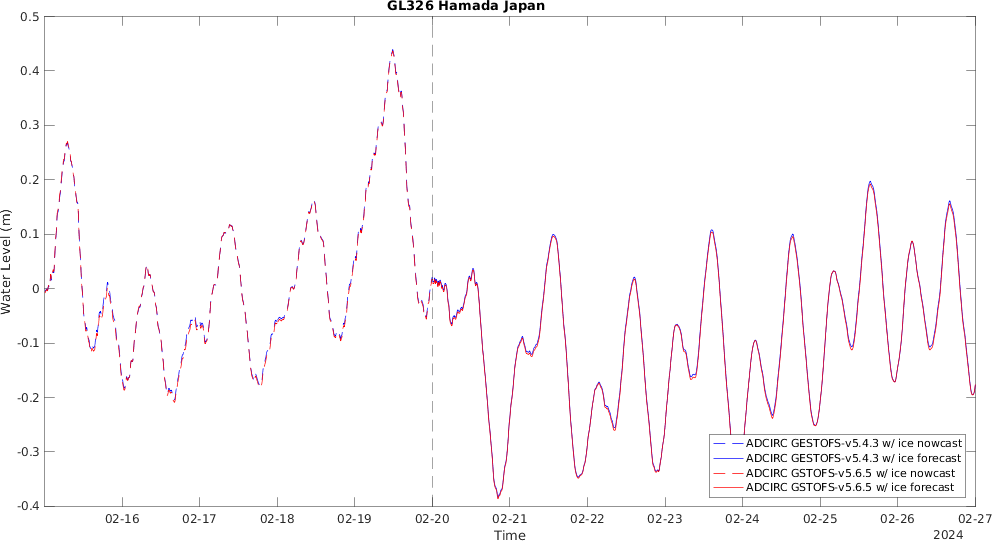 GL326 Hamada Japan
0.5
0.4
0.3
0.2
0.1
0
-0.1
-0.2
-0.3
-0.4
Water Level (m)
ADCIRC GESTOFS-v5.4.3 w/ ice nowcast
ADCIRC GESTOFS-v5.4.3 w/ ice forecast
ADCIRC GSTOFS-v5.6.5 w/ ice nowcast
ADCIRC GSTOFS-v5.6.5 w/ ice forecast
02-16 02-17 02-18 02-19 02-20 02-21 02-22 02-23 02-24 02-25 02-26 02-27
Time
2024